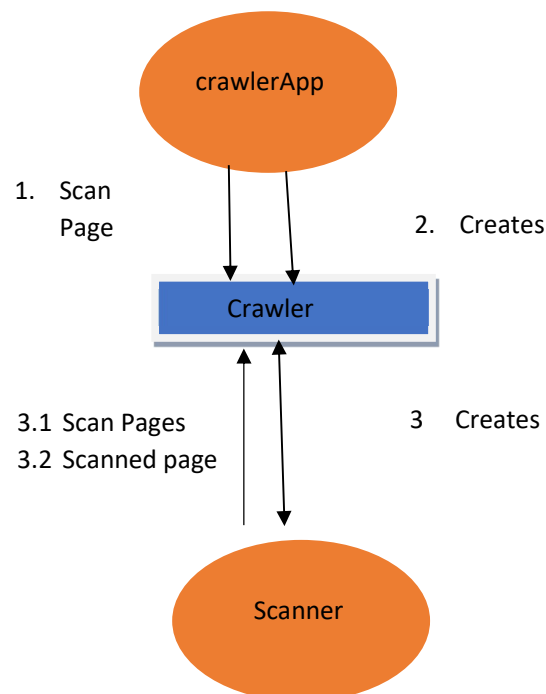 crawlerApp
1. Scan
Page
2. Creates
Crawler
3.1 Scan Pages
3.2 Scanned page
3 Creates
Scanner